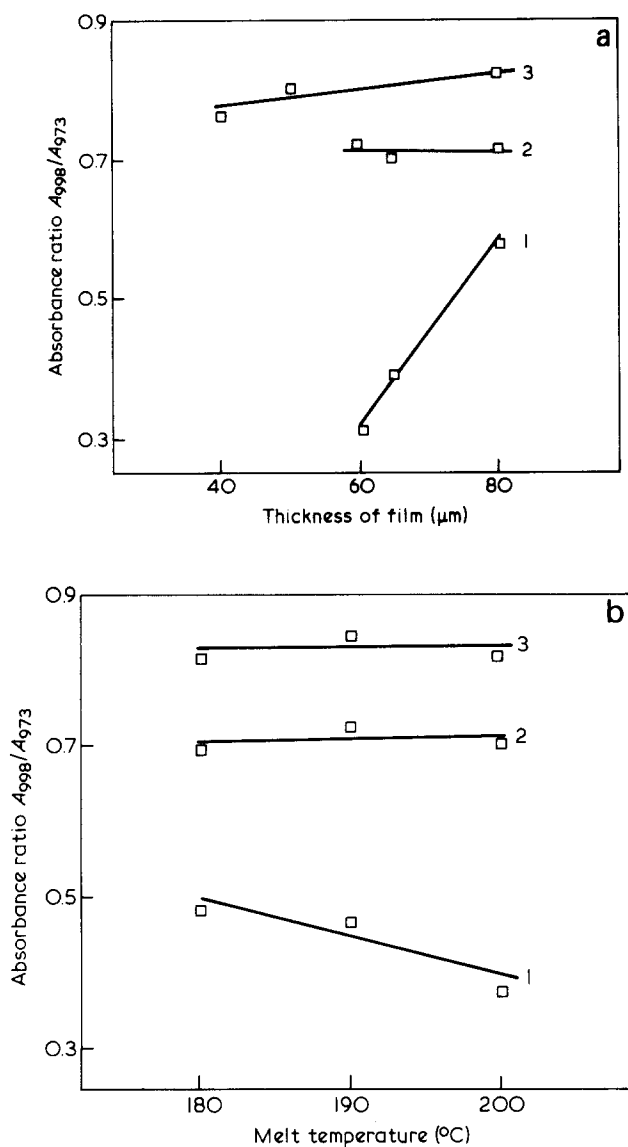 a
0.9
0.7
0.5
0.3
Absorbance ratio A998/A973
3
2
1
40 60 80
Thickness of film (μm)
b
0.9
0.7
0.5
0.3
Absorbance ratio A998/A973
3
2
1
180 190 200
Melt temperature (°C)